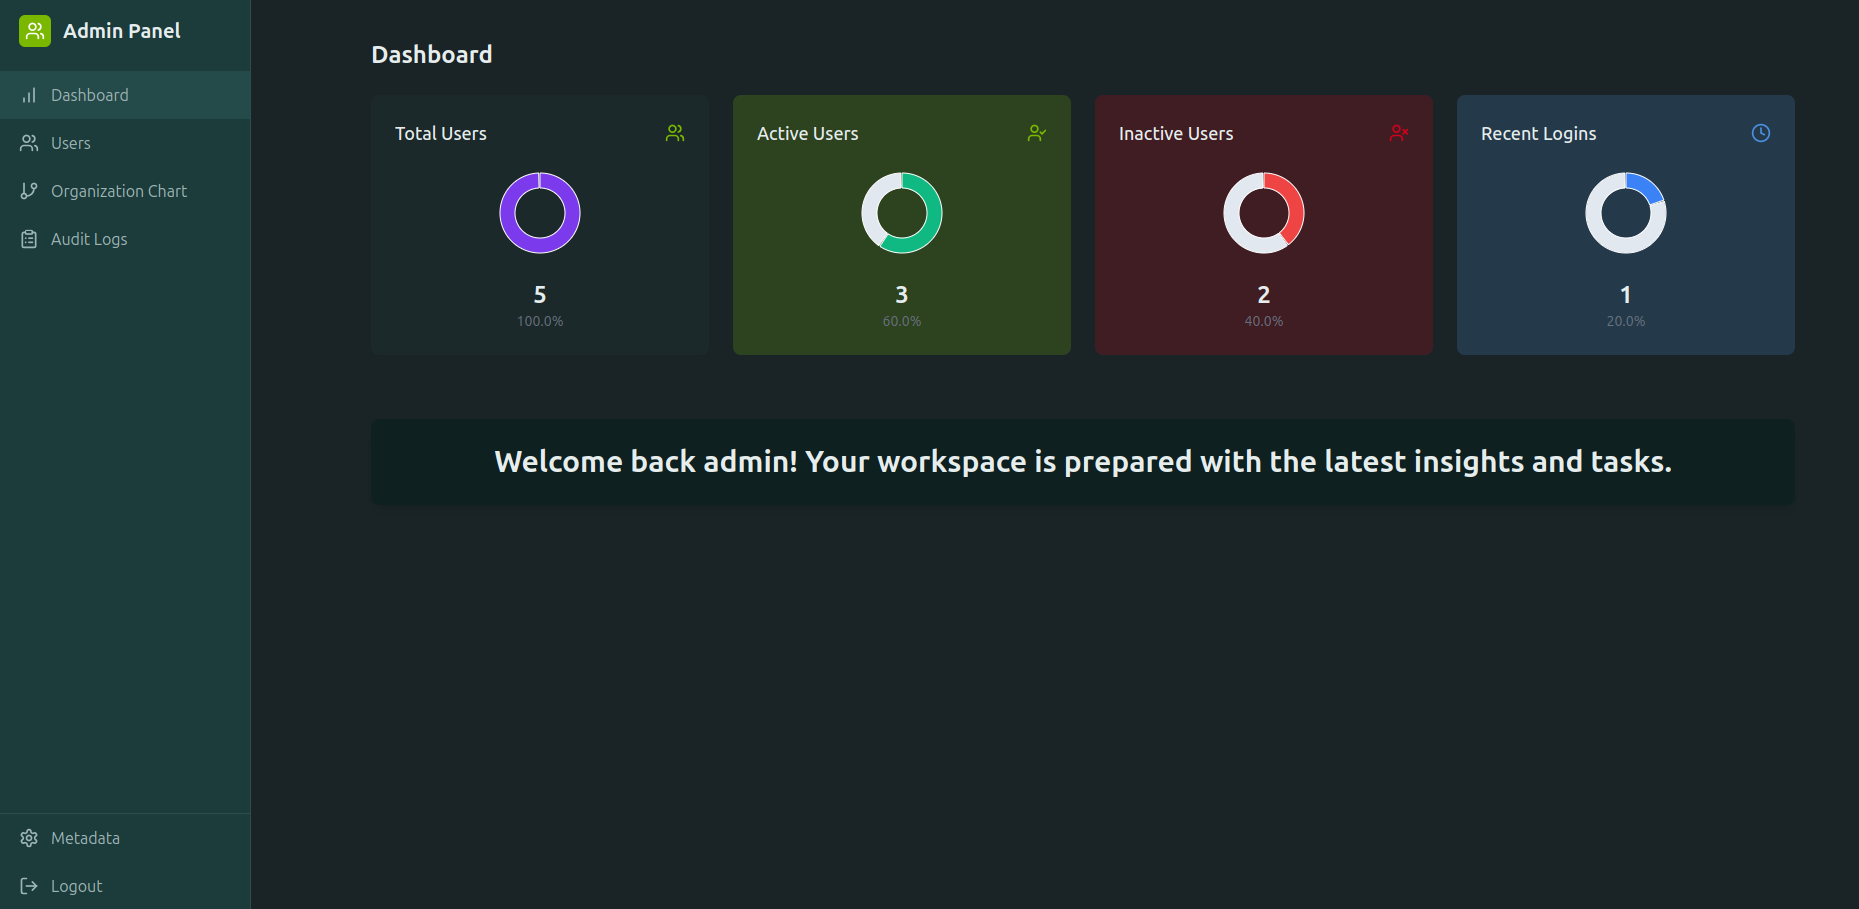 Admin Panel
Dashboard
Users
Organization Chart
Audit Logs
Metadata
Logout
Dashboard
Total Users
5
100.0%
Active Users
3
60.0%
Inactive Users
2
40.0%
Recent Logins
1
20.0%
Welcome back admin! Your workspace is prepared with the latest insights and tasks.